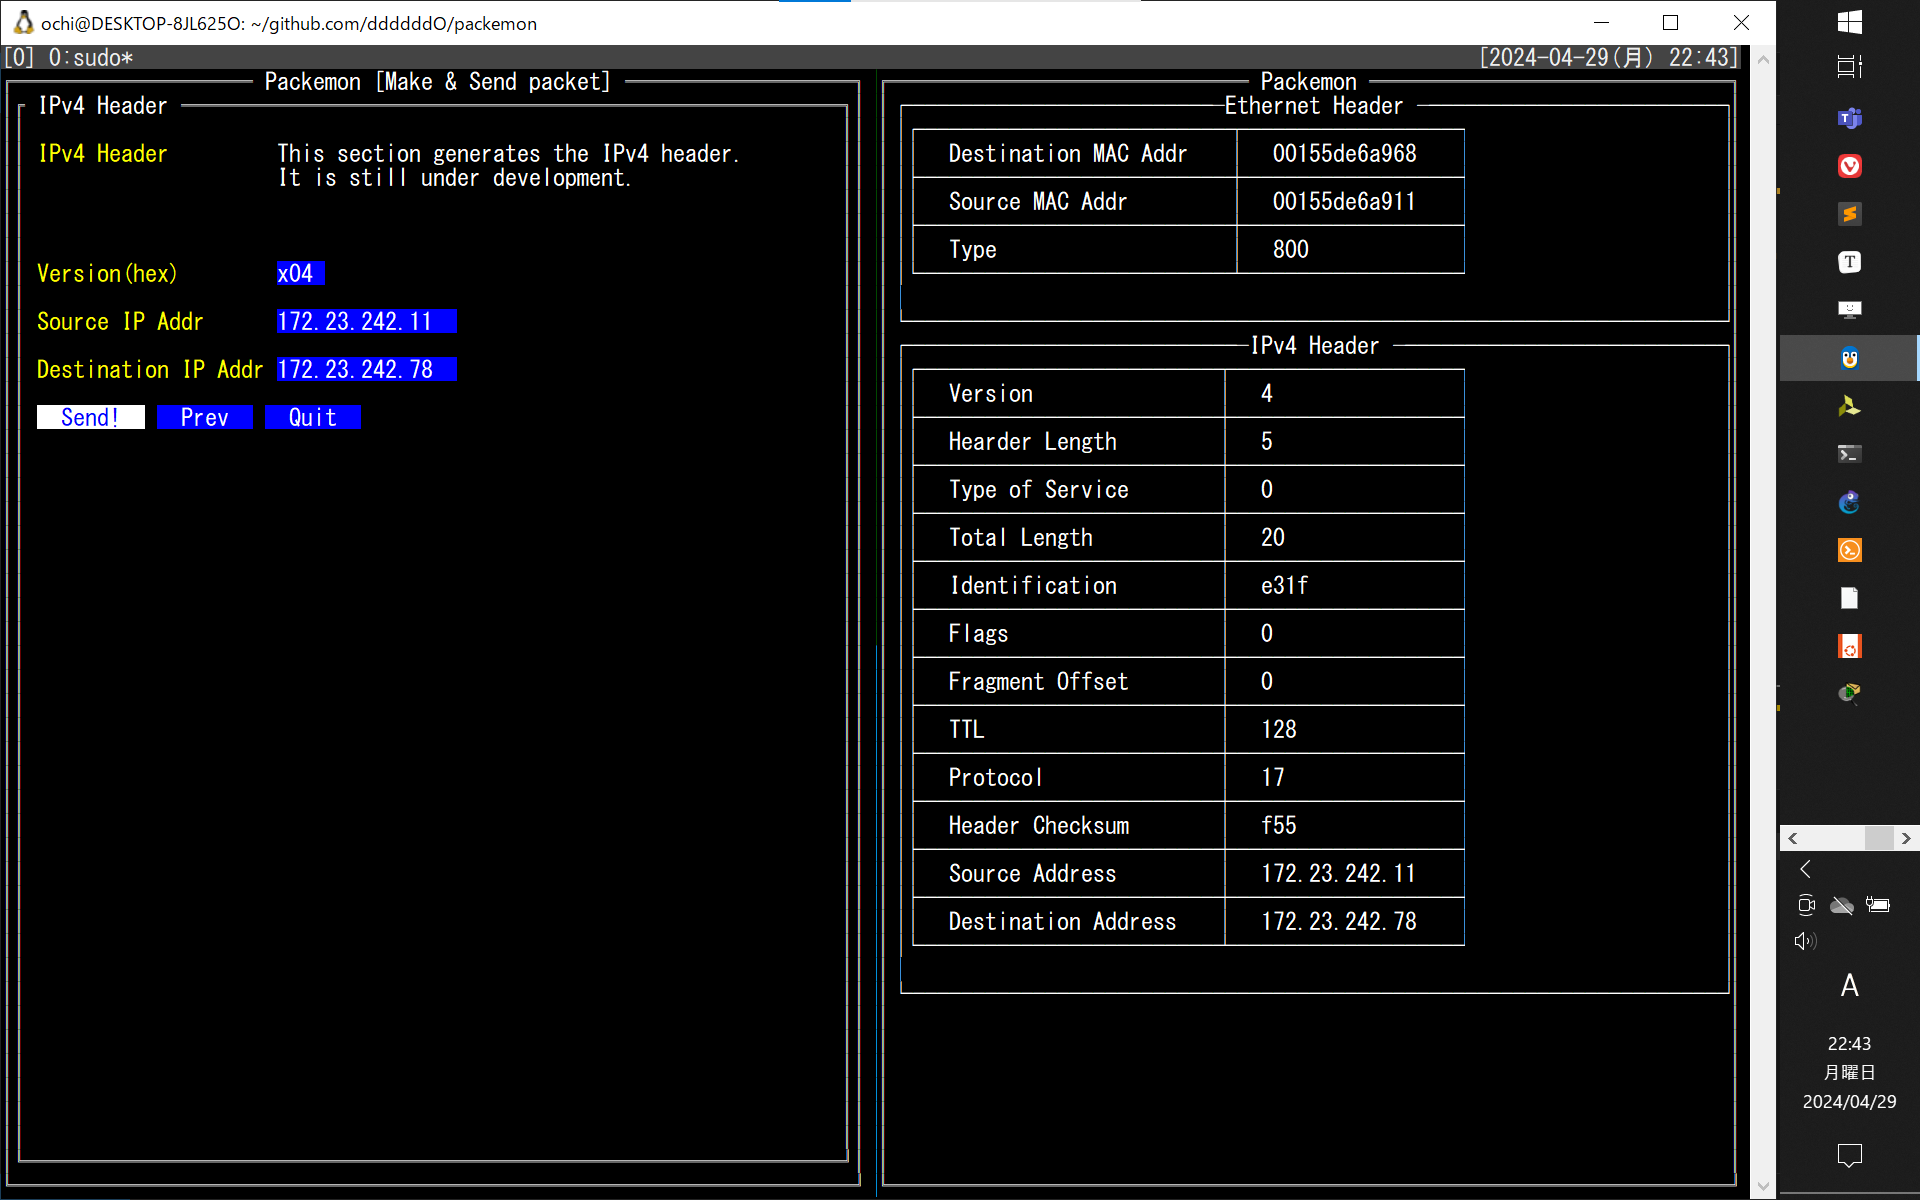 ochi@DESKTOP-8JL625O: ~/github.com/ddddddO/packemon
[0] 0:sudo*
[2024-04-29(月) 22:43]
Packemon [Make & Send packet]
IPv4 Header
IPv4 Header
This section generates the IPv4 header.
It is still under development.
Version(hex) x04
Source IP Addr 172.23.242.11
Destination IP Addr 172.23.242.78
Send! Prev Quit
Packemon
Ethernet Header
Destination MAC Addr 00155de6a968
Source MAC Addr 00155de6a911
Type 800
IPv4 Header
Version 4
Hearder Length 5
Type of Service 0
Total Length 20
Identification e31f
Flags 0
Fragment Offset 0
TTL 128
Protocol 17
Header Checksum f55
Source Address 172.23.242.11
Destination Address 172.23.242.78
A
22:43
月曜日
2024/04/29